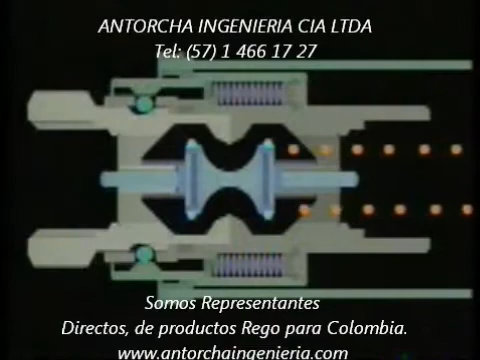 ANTORCHA INGENIERIA CIA LTDA
Tel: (57) 1 466 17 27
Somos Representantes
Directos, de productos Rego para Colombia.
www.antorchaingenieria.com